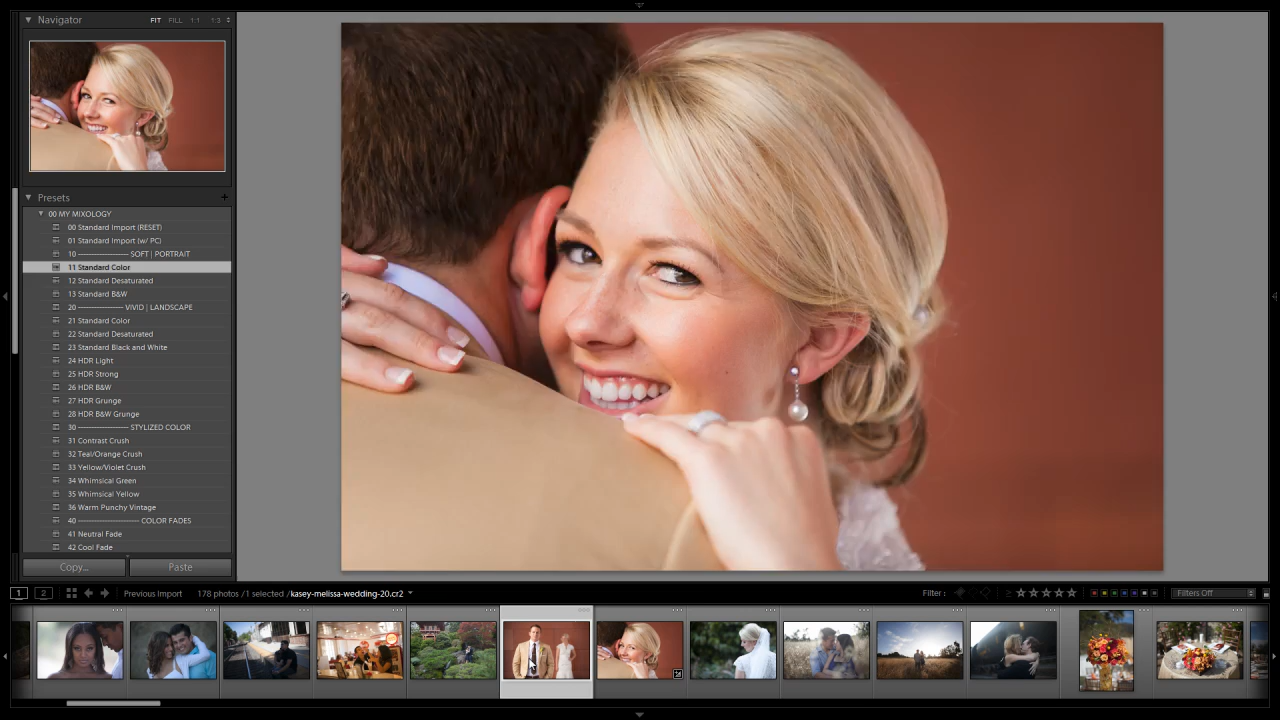 Navigator
FIT FILL 1:1 1:3
Presets
+
00 MY MIXOLOGY
00 Standard Import (RESET)
01 Standard Import (w/ PC)
10 ---------------- SOFT | PORTRAIT
11 Standard Color
12 Standard Desaturated
13 Standard B&W
20 --------------- VIVID | LANDSCAPE
21 Standard Color
22 Standard Desaturated
23 Standard Black and White
24 HDR Light
25 HDR Strong
26 HDR B&W
27 HDR Grunge
28 HDR B&W Grunge
30 ---------------- STYLIZED COLOR
31 Contrast Crush
32 Teal/Orange Crush
33 Yellow/Violet Crush
34 Whimsical Green
35 Whimsical Yellow
36 Warm Punchy Vintage
40 -------------------- COLOR FADES
41 Neutral Fade
42 Cool Fade
Copy... Paste
1 2 Previous Import 178 photos / 1 selected / kasey-melissa-wedding-20.cr2 Filter : ≥ ★★★★★ Filters Off